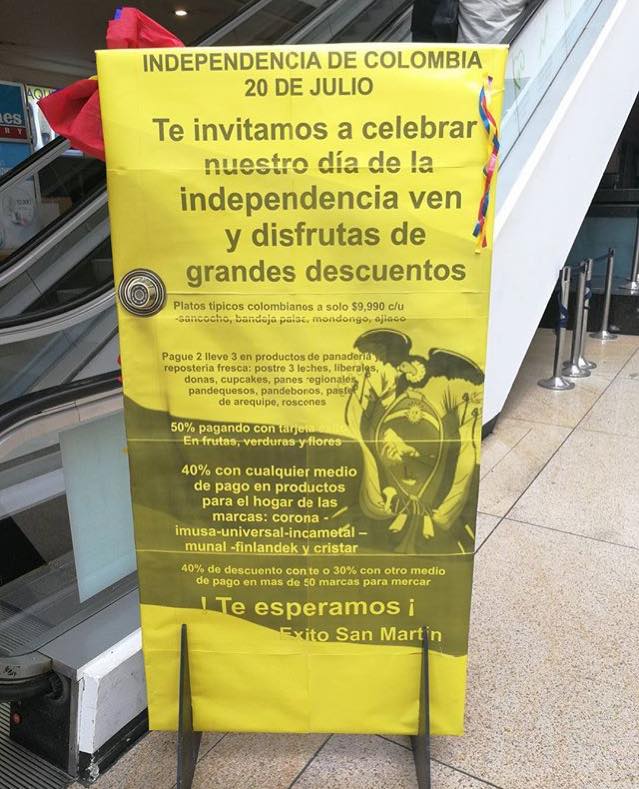 INDEPENDENCIA DE COLOMBIA
20 DE JULIO
Te invitamos a celebrar
nuestro día de la
independencia ven
y disfrutas de
grandes descuentos
Platos tipicos colombianos a solo $9,990 c/u
-sancocho, bandeja paisa, mondongo, ajiaco
Pague 2 lleve 3 en productos de panaderia
reposteria fresca: postre 3 leches, liberales,
donas, cupcakes, panes regionales
pandequesos, pandeboros, pastel
de arequipe, roscones
50% pagando con tarjeta
En frutas, verduras y flores
40% con cualquier medio
de pago en productos
para el hogar de las
marcas: corona -
imusa-universal-incametal –
munal -finlandek y cristar
40% de descuento con te o 30% con otro medio
de pago en mas de 50 marcas para mercar
! Te esperamos ¡
Exito San Martin